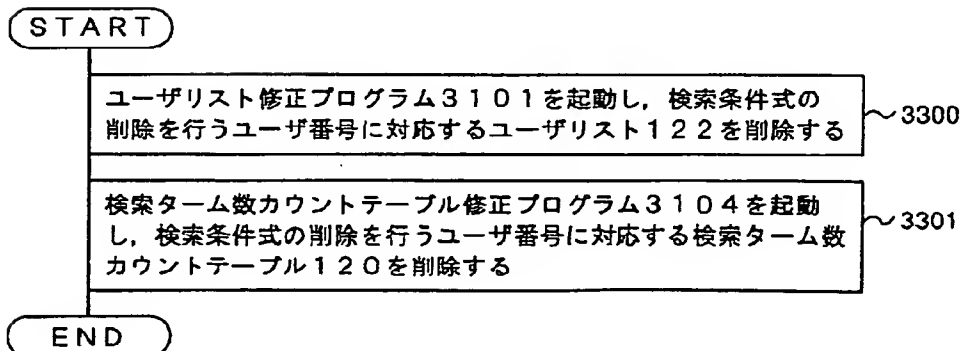 START
ユーザリスト修正プログラム3101を起動し，検索条件式の
削除を行うユーザ番号に対応するユーザリスト122を削除する
3300
検索ターム数カウントテーブル修正プログラム3104を起動
し，検索条件式の削除を行うユーザ番号に対応する検索ターム数
カウントテーブル120を削除する
3301
END